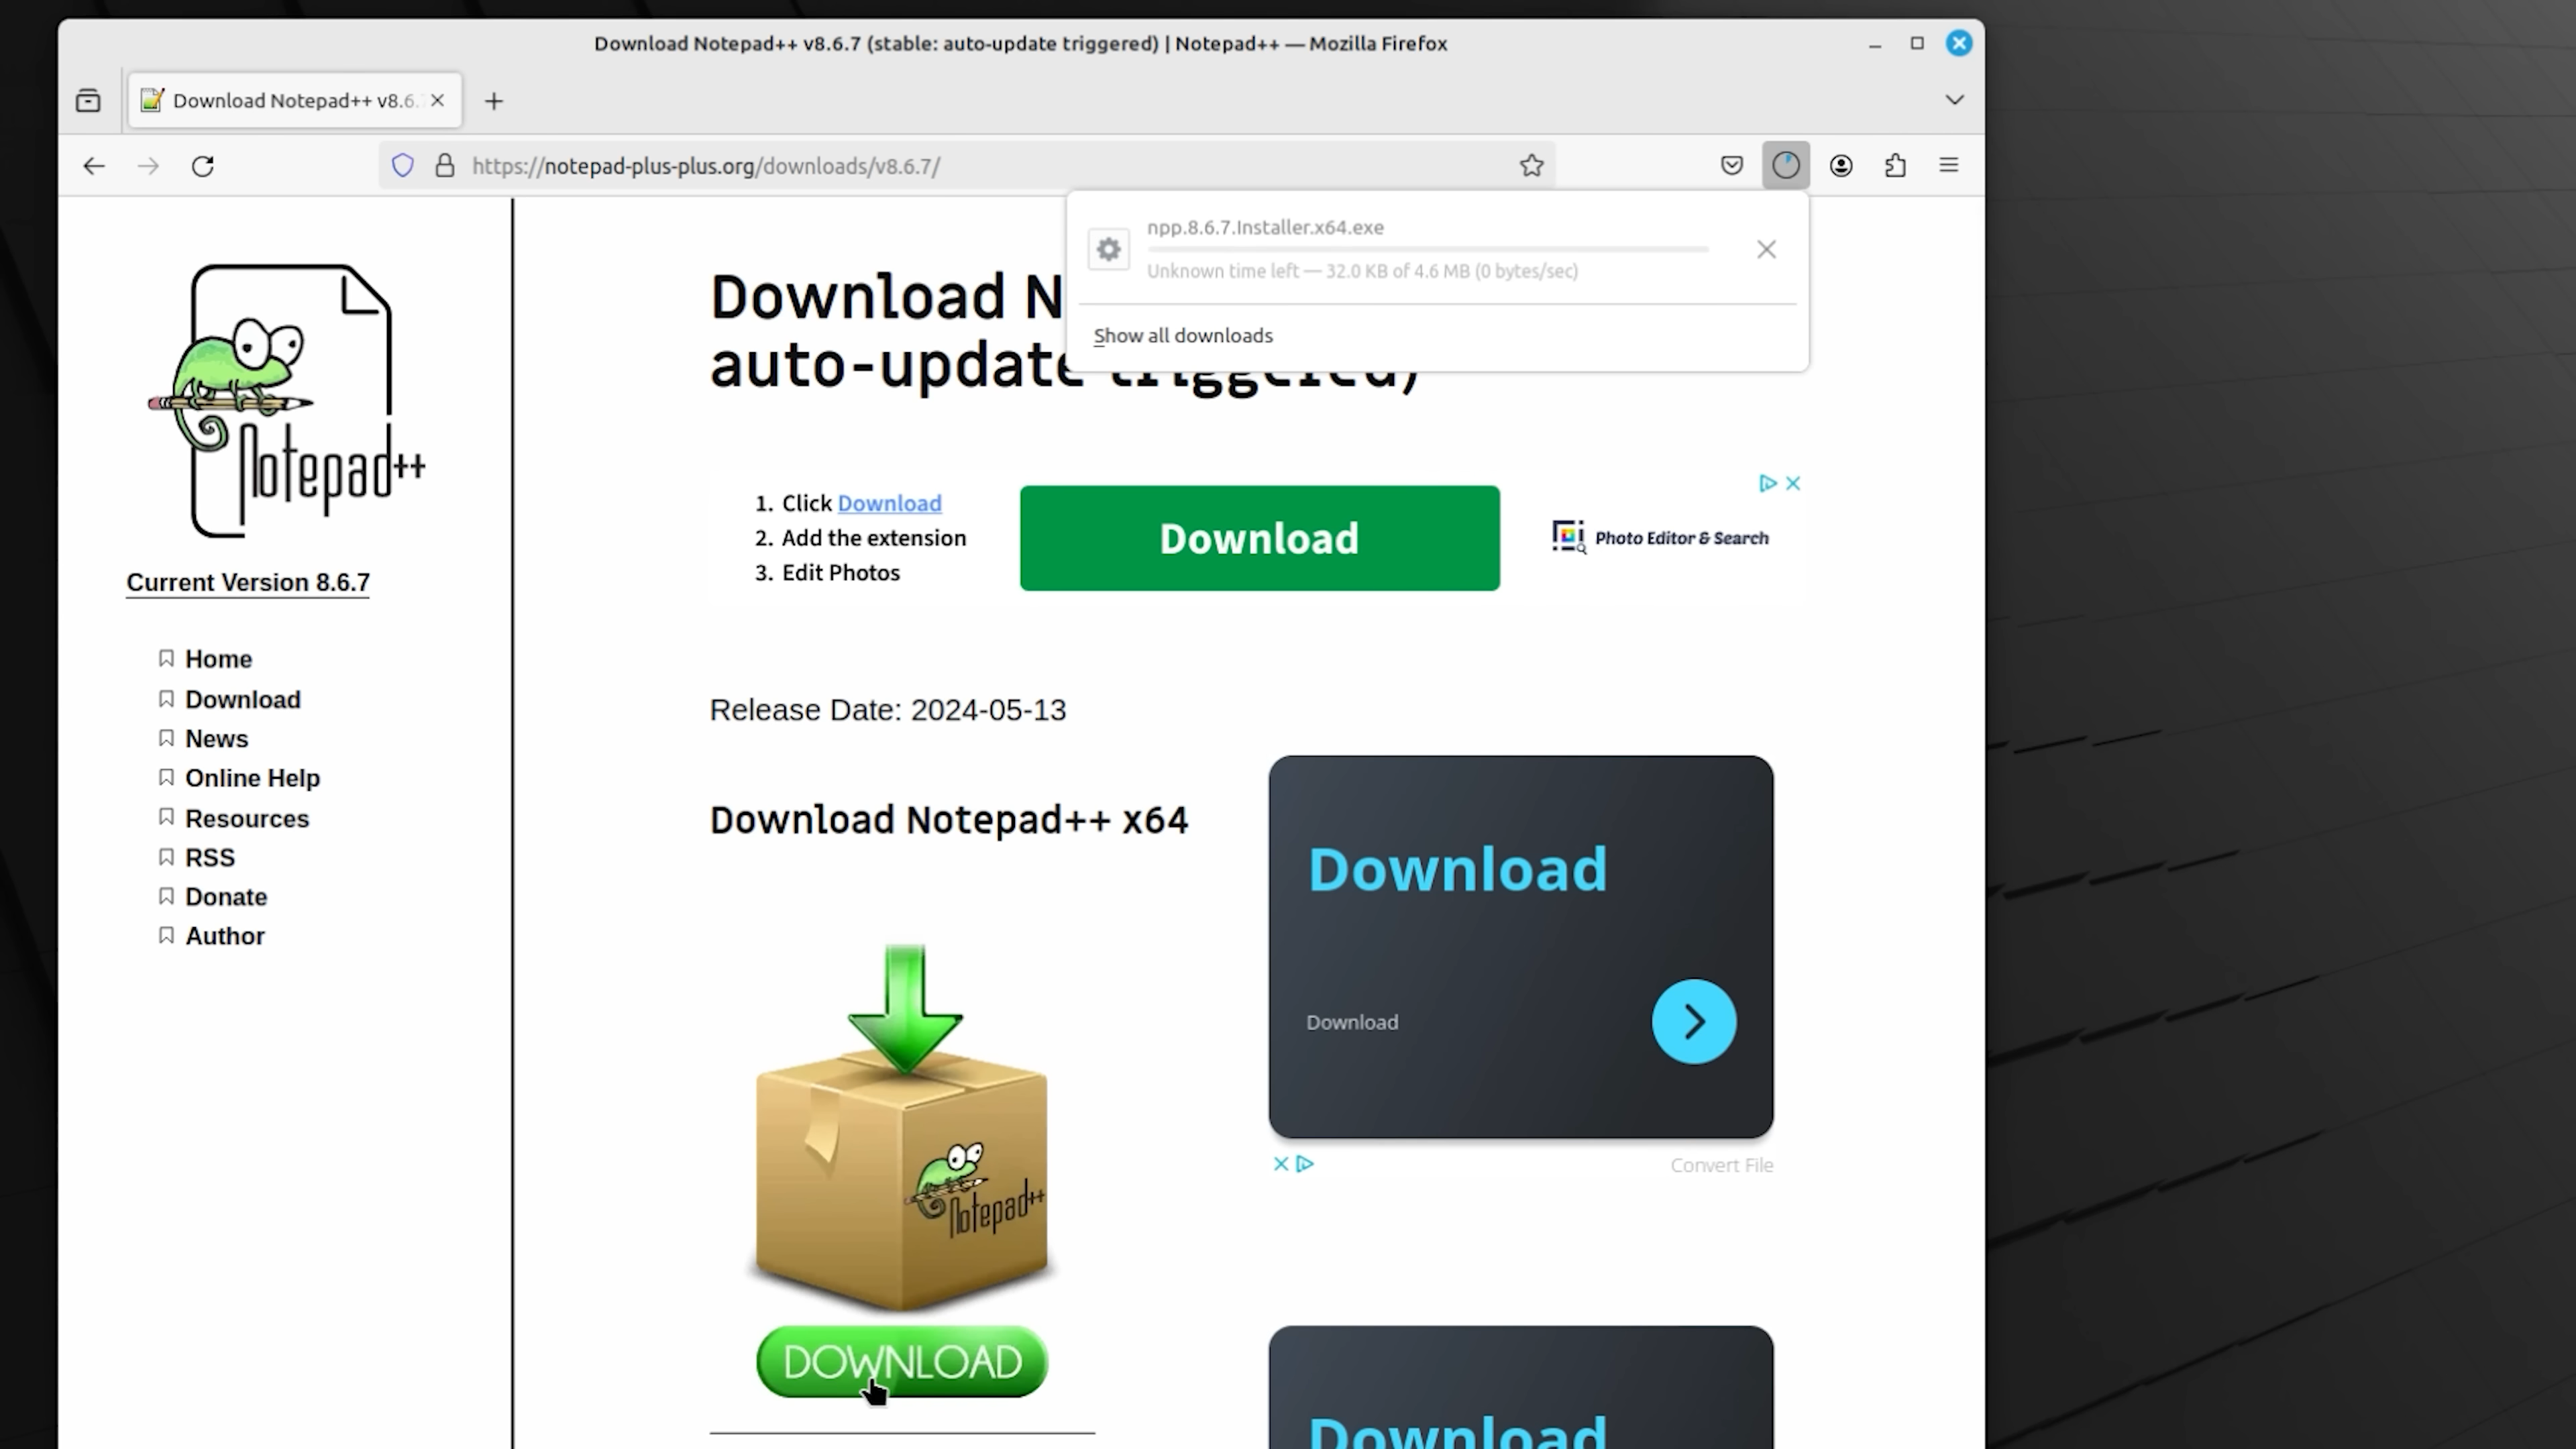 Download Notepad++ v8.6.7 (stable: auto-update triggered) | Notepad++ — Mozilla Firefox
Download Notepad++ v8.6.
https://notepad-plus-plus.org/downloads/v8.6.7/
npp.8.6.7.Installer.x64.exe
Unknown time left — 32.0 KB of 4.6 MB (0 bytes/sec)
Show all downloads
Notepad++
Current Version 8.6.7
Home
Download
News
Online Help
Resources
RSS
Donate
Author
Download N
auto-update triggered)
1. Click Download
2. Add the extension
3. Edit Photos
Download
Photo Editor & Search
Release Date: 2024-05-13
Download Notepad++ x64
Notepad++
DOWNLOAD
Download
Download
Convert File
Download